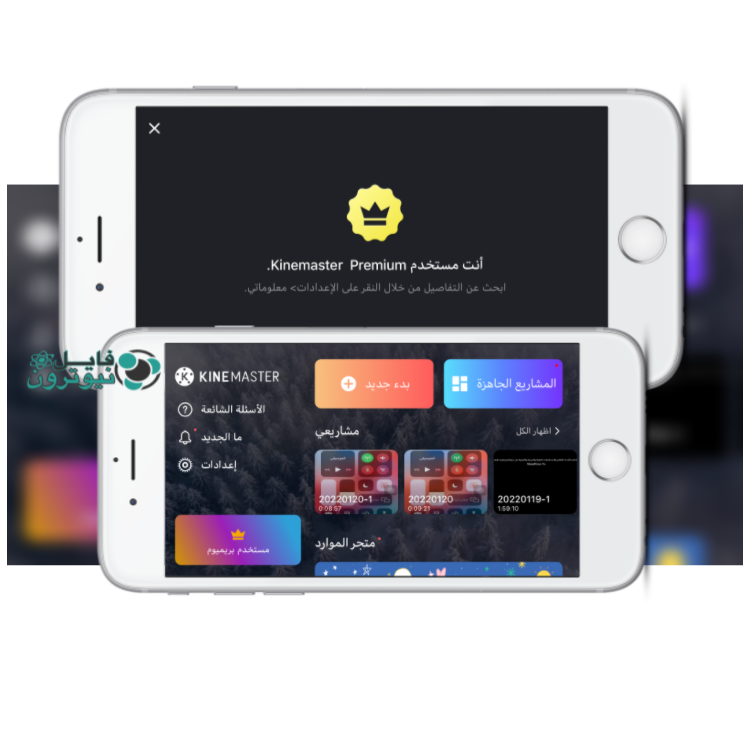 أنت مستخدم Kinemaster Premium.
ابحث عن التفاصيل من خلال النقر على الإعدادات> معلوماتي.
فايل
نيوترون
KINEMASTER
الأسئلة الشائعة
ما الجديد
إعدادات
مستخدم بريميوم
المشاريع الجاهزة
بدء جديد
مشاريعي
اظهار الكل
20220120-1
0:08:57
20220120
0:09:21
20220119-1
1:59:10
متجر الموارد